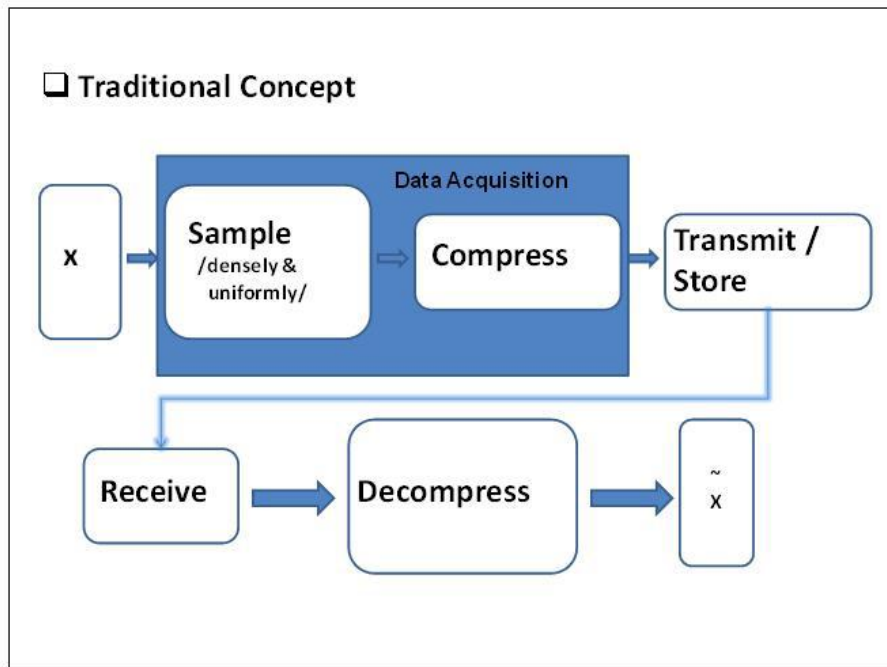 ❑ Traditional Concept
Data Acquisition
x
Sample
/densely &
uniformly/
Compress
Transmit /
Store
Receive
Decompress
~
x